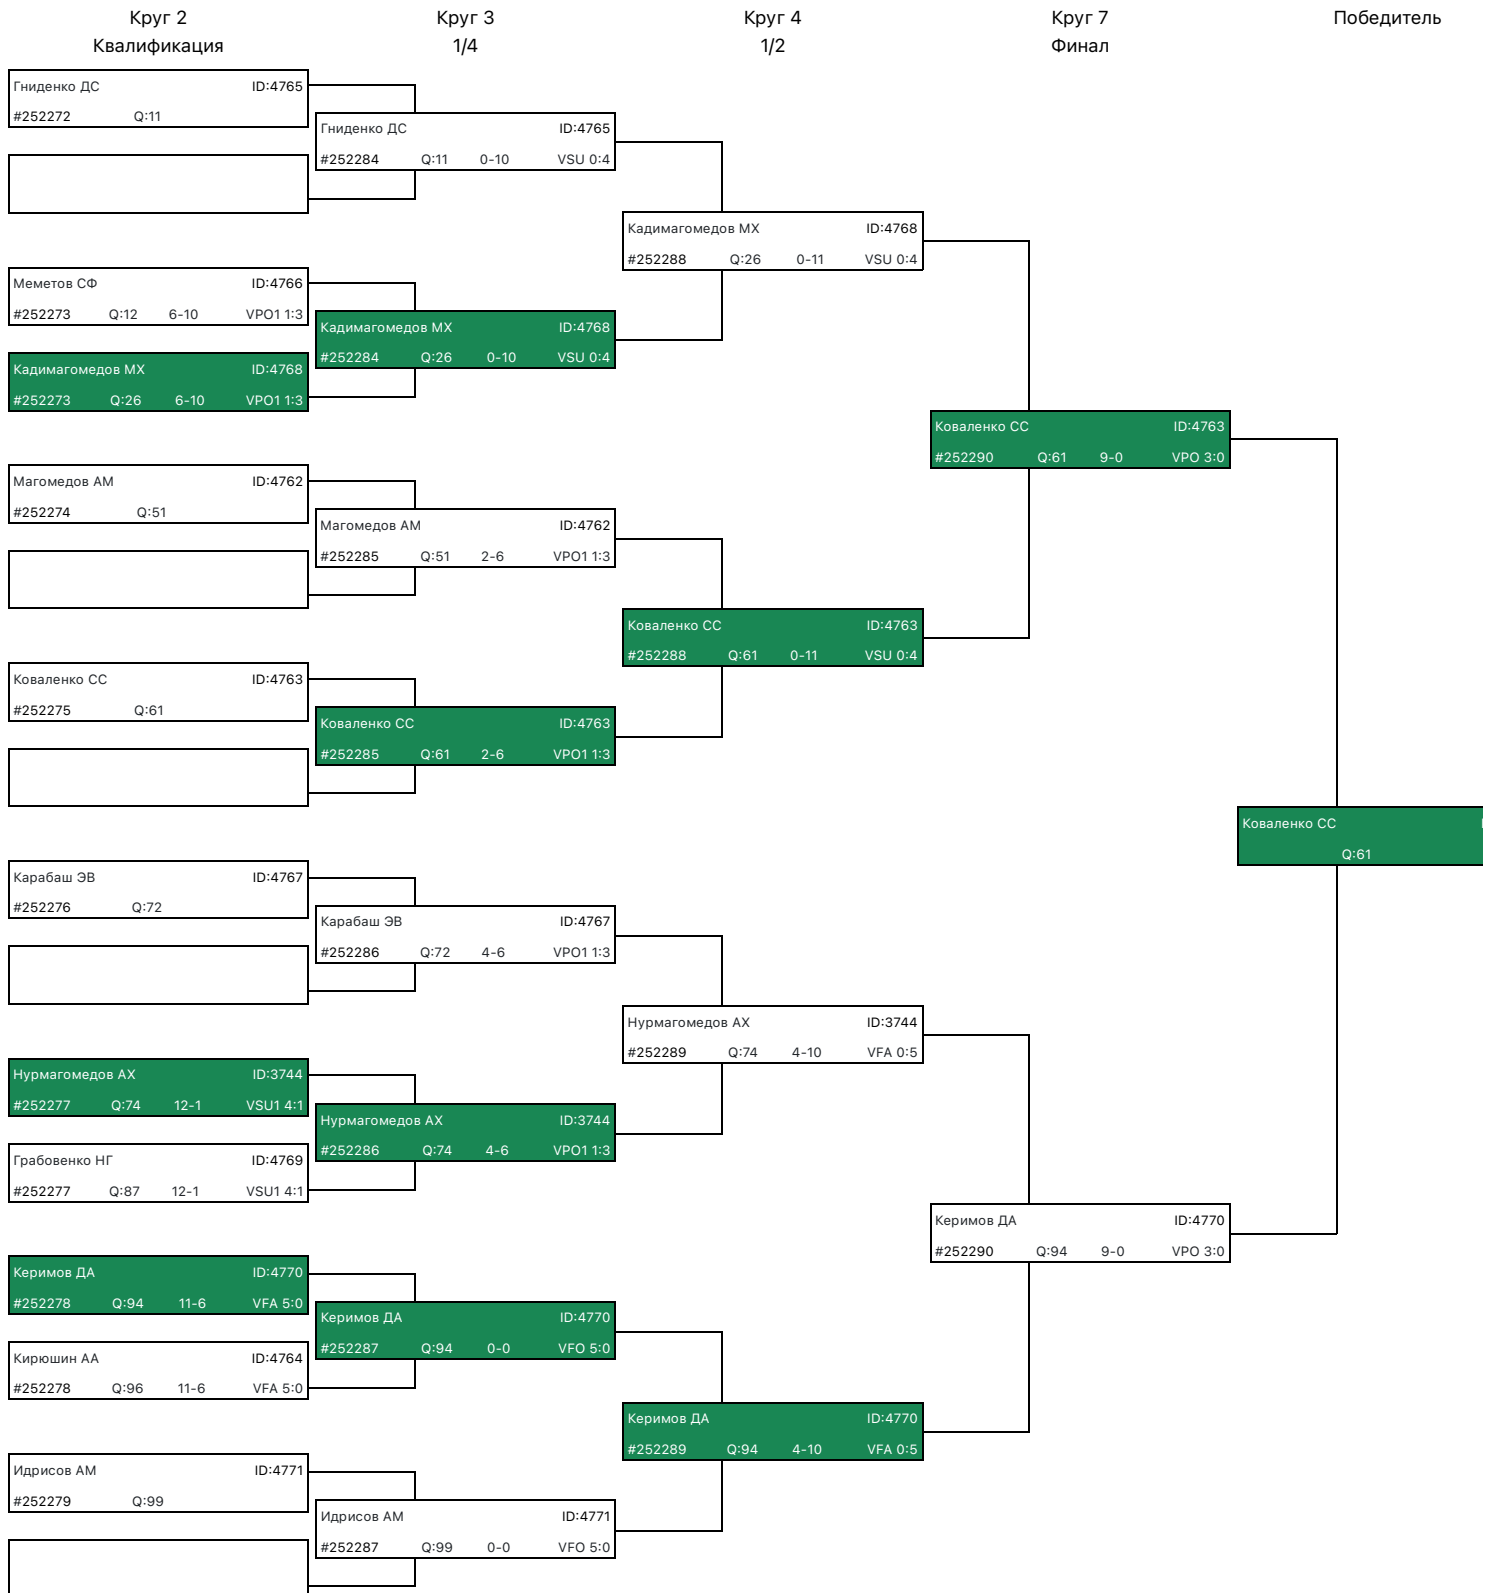 Круг 2
Квалификация
Круг 3
1/4
Круг 4
1/2
Круг 7
Финал
Победитель
Гниденко ДС ID:4765
#252272 Q:11
Меметов СФ ID:4766
#252273 Q:12 6-10 VPO1 1:3
Кадимагомедов МХ ID:4768
#252273 Q:26 6-10 VPO1 1:3
Магомедов АМ ID:4762
#252274 Q:51
Коваленко СС ID:4763
#252275 Q:61
Карабаш ЭВ ID:4767
#252276 Q:72
Нурмагомедов АХ ID:3744
#252277 Q:74 12-1 VSU1 4:1
Грабовенко НГ ID:4769
#252277 Q:87 12-1 VSU1 4:1
Керимов ДА ID:4770
#252278 Q:94 11-6 VFA 5:0
Кирюшин АА ID:4764
#252278 Q:96 11-6 VFA 5:0
Идрисов АМ ID:4771
#252279 Q:99
Гниденко ДС ID:4765
#252284 Q:11 0-10 VSU 0:4
Кадимагомедов МХ ID:4768
#252284 Q:26 0-10 VSU 0:4
Магомедов АМ ID:4762
#252285 Q:51 2-6 VPO1 1:3
Коваленко СС ID:4763
#252285 Q:61 2-6 VPO1 1:3
Карабаш ЭВ ID:4767
#252286 Q:72 4-6 VPO1 1:3
Нурмагомедов АХ ID:3744
#252286 Q:74 4-6 VPO1 1:3
Керимов ДА ID:4770
#252287 Q:94 0-0 VFO 5:0
Идрисов АМ ID:4771
#252287 Q:99 0-0 VFO 5:0
Кадимагомедов МХ ID:4768
#252288 Q:26 0-11 VSU 0:4
Коваленко СС ID:4763
#252288 Q:61 0-11 VSU 0:4
Нурмагомедов АХ ID:3744
#252289 Q:74 4-10 VFA 0:5
Керимов ДА ID:4770
#252289 Q:94 4-10 VFA 0:5
Коваленко СС ID:4763
#252290 Q:61 9-0 VPO 3:0
Керимов ДА ID:4770
#252290 Q:94 9-0 VPO 3:0
Коваленко СС
Q:61